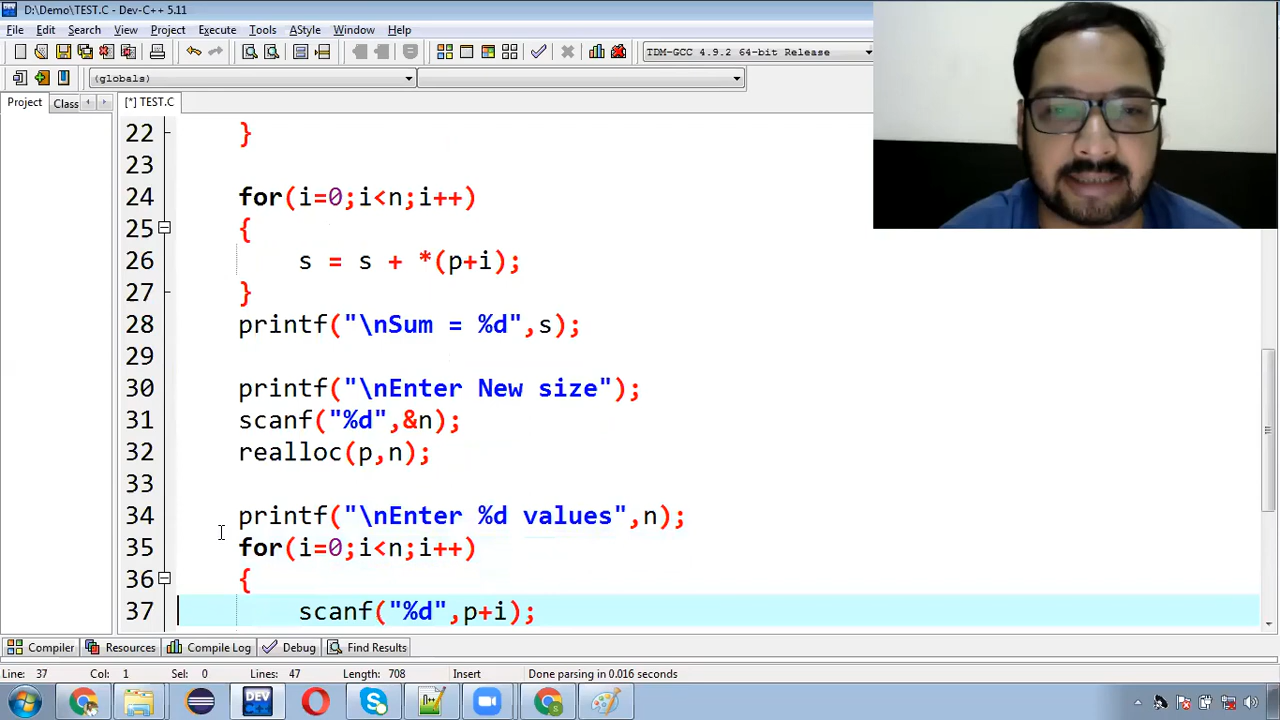 D:\Demo\TEST.C - Dev-C++ 5.11
File Edit Search View Project Execute Tools AStyle Window Help
TDM-GCC 4.9.2 64-bit Release
(globals)
Project Class [*] TEST.C
22 }
23
24 for(i=0;i<n;i++)
25 {
26 s = s + *(p+i);
27 }
28 printf("\nSum = %d",s);
29
30 printf("\nEnter New size");
31 scanf("%d",&n);
32 realloc(p,n);
33
34 printf("\nEnter %d values",n);
35 for(i=0;i<n;i++)
36 {
37 scanf("%d",p+i);
Compiler Resources Compile Log Debug Find Results
Line: 37 Col: 1 Sel: 0 Lines: 47 Length: 708 Insert Done parsing in 0.016 seconds
DEV